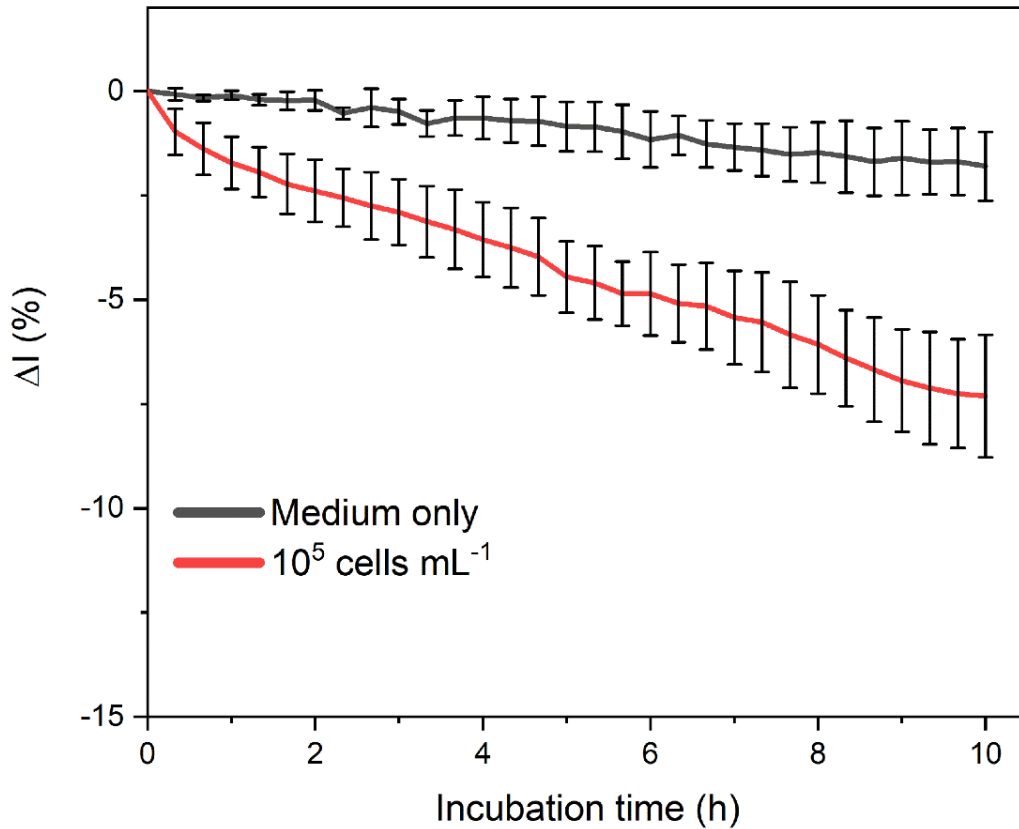 0
-5
-10
-15
ΔI (%)
Medium only
10⁵ cells mL⁻¹
0 2 4 6 8 10
Incubation time (h)